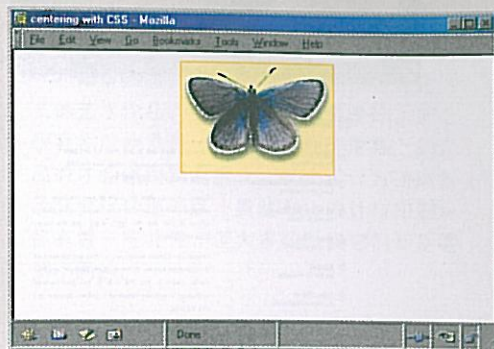 centering with CSS - Mozilla
File Edit View Go Bookmarks Tools Window Help
Done